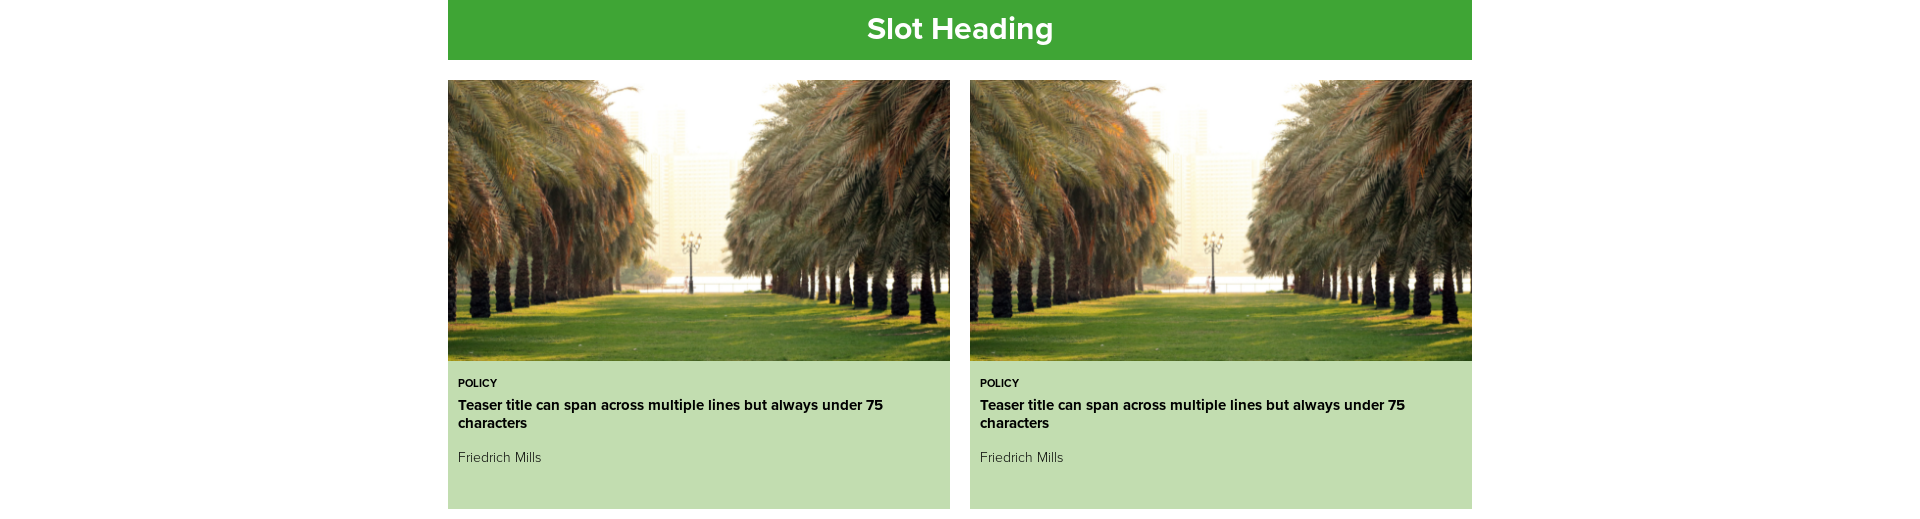 Slot Heading
POLICY
Teaser title can span across multiple lines but always under 75
characters
Friedrich Mills
POLICY
Teaser title can span across multiple lines but always under 75
characters
Friedrich Mills